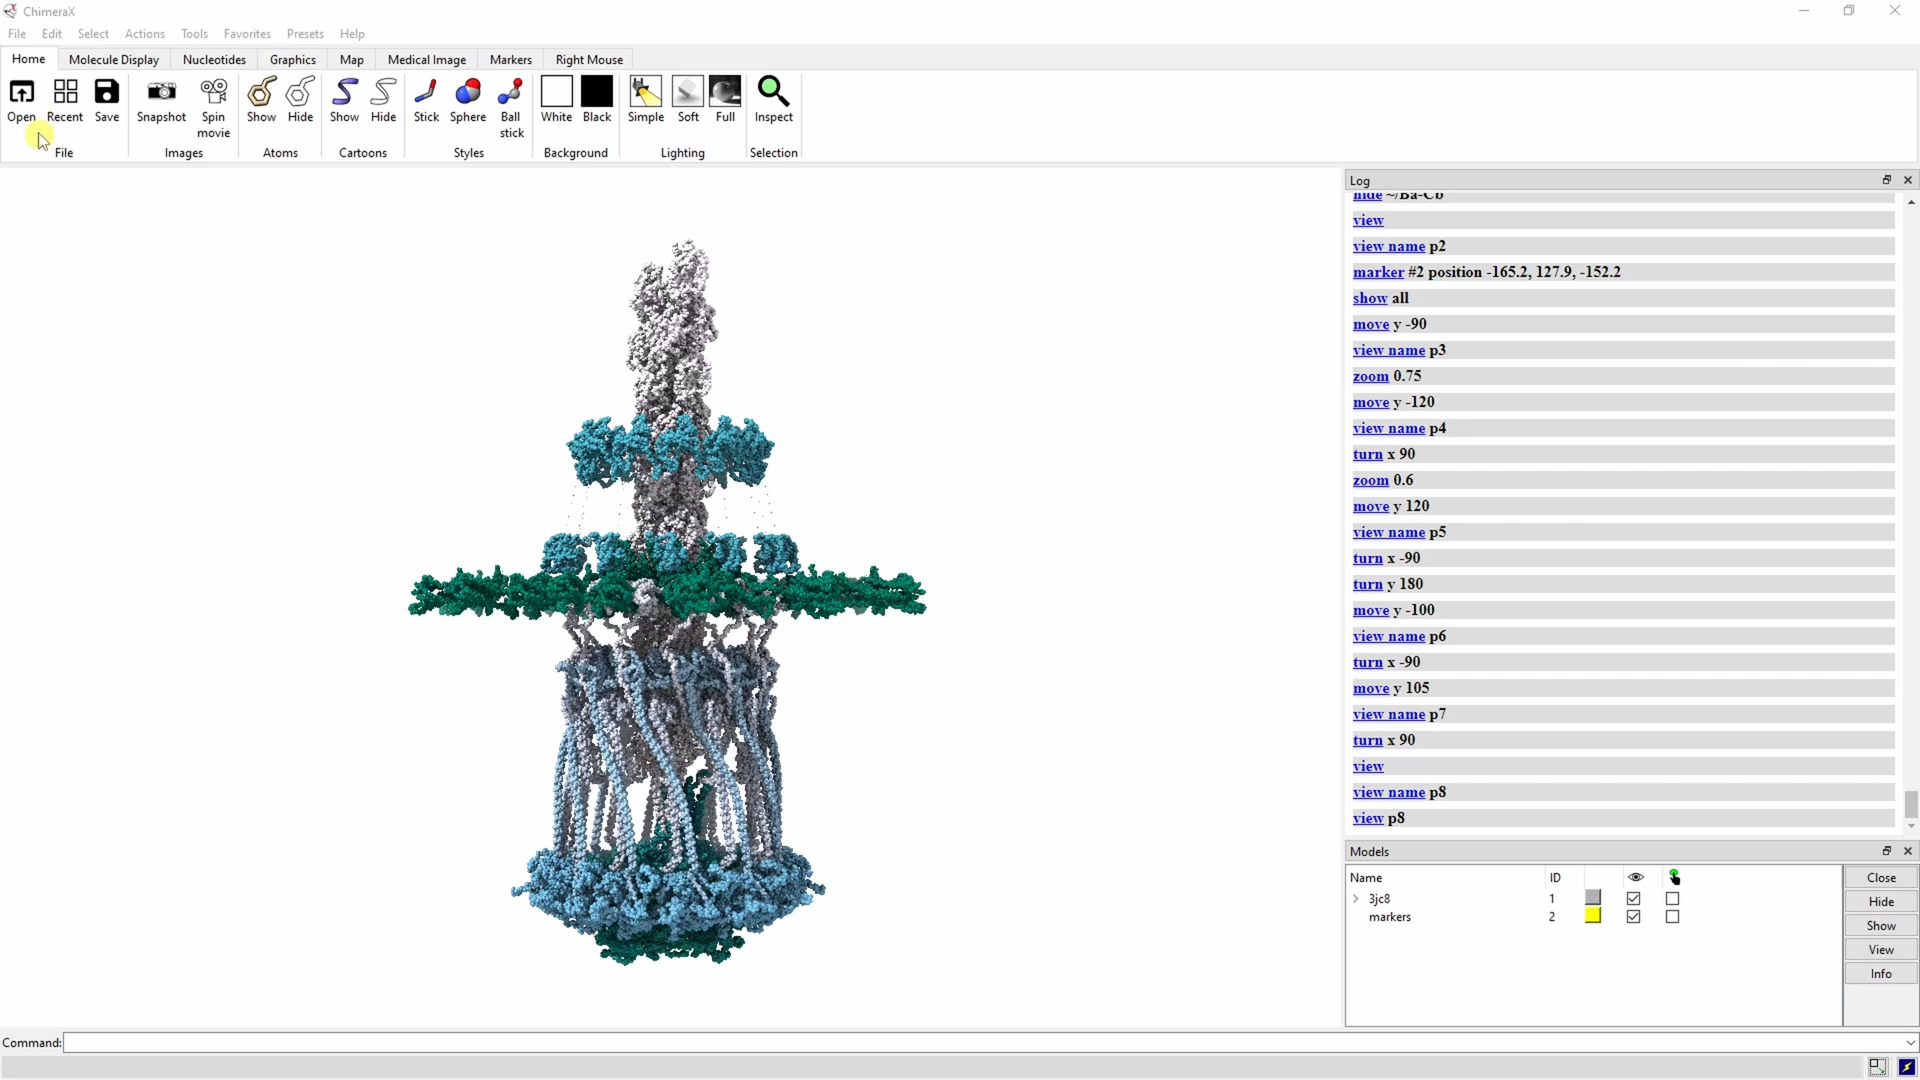 ChimeraX
File Edit Select Actions Tools Favorites Presets Help
Home Molecule Display Nucleotides Graphics Map Medical Image Markers Right Mouse
Open Recent Save Snapshot Spin movie Show Hide Show Hide Stick Sphere Ball stick White Black Simple Soft Full Inspect
File Images Atoms Cartoons Styles Background Lighting Selection
Log
hide ~/Ba-Cb
view
view name p2
marker #2 position -165.2, 127.9, -152.2
show all
move y -90
view name p3
zoom 0.75
move y -120
view name p4
turn x 90
zoom 0.6
move y 120
view name p5
turn x -90
turn y 180
move y -100
view name p6
turn x -90
move y 105
view name p7
turn x 90
view
view name p8
view p8
Models
Name ID
3jc8 1
markers 2
Close
Hide
Show
View
Info
Command: